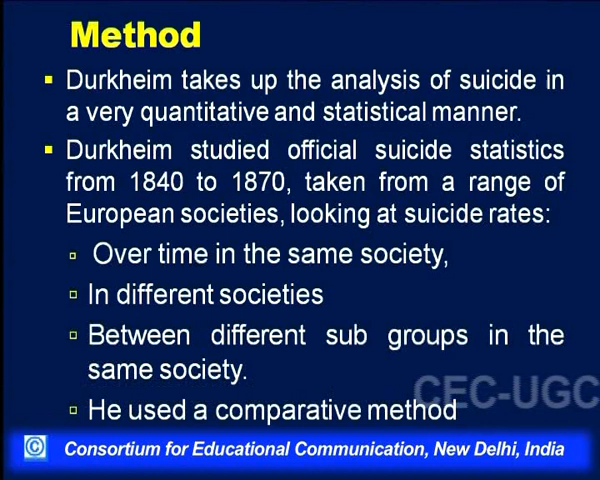 Method
Durkheim takes up the analysis of suicide in
a very quantitative and statistical manner.
Durkheim studied official suicide statistics
from 1840 to 1870, taken from a range of
European societies, looking at suicide rates:
Over time in the same society,
In different societies
Between different sub groups in the
same society.
CEC-UGC
He used a comparative method
© Consortium for Educational Communication, New Delhi, India